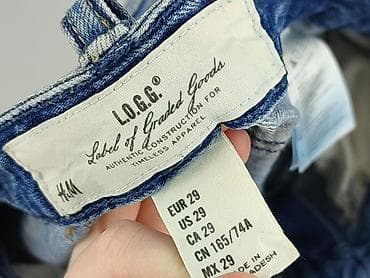 L.O.G.G.®
Label of Graded Goods
AUTHENTIC CONSTRUCTION FOR
TIMELESS APPAREL
H&M
EUR 29
US 29
CA 29
CN 165/74A
MX 29